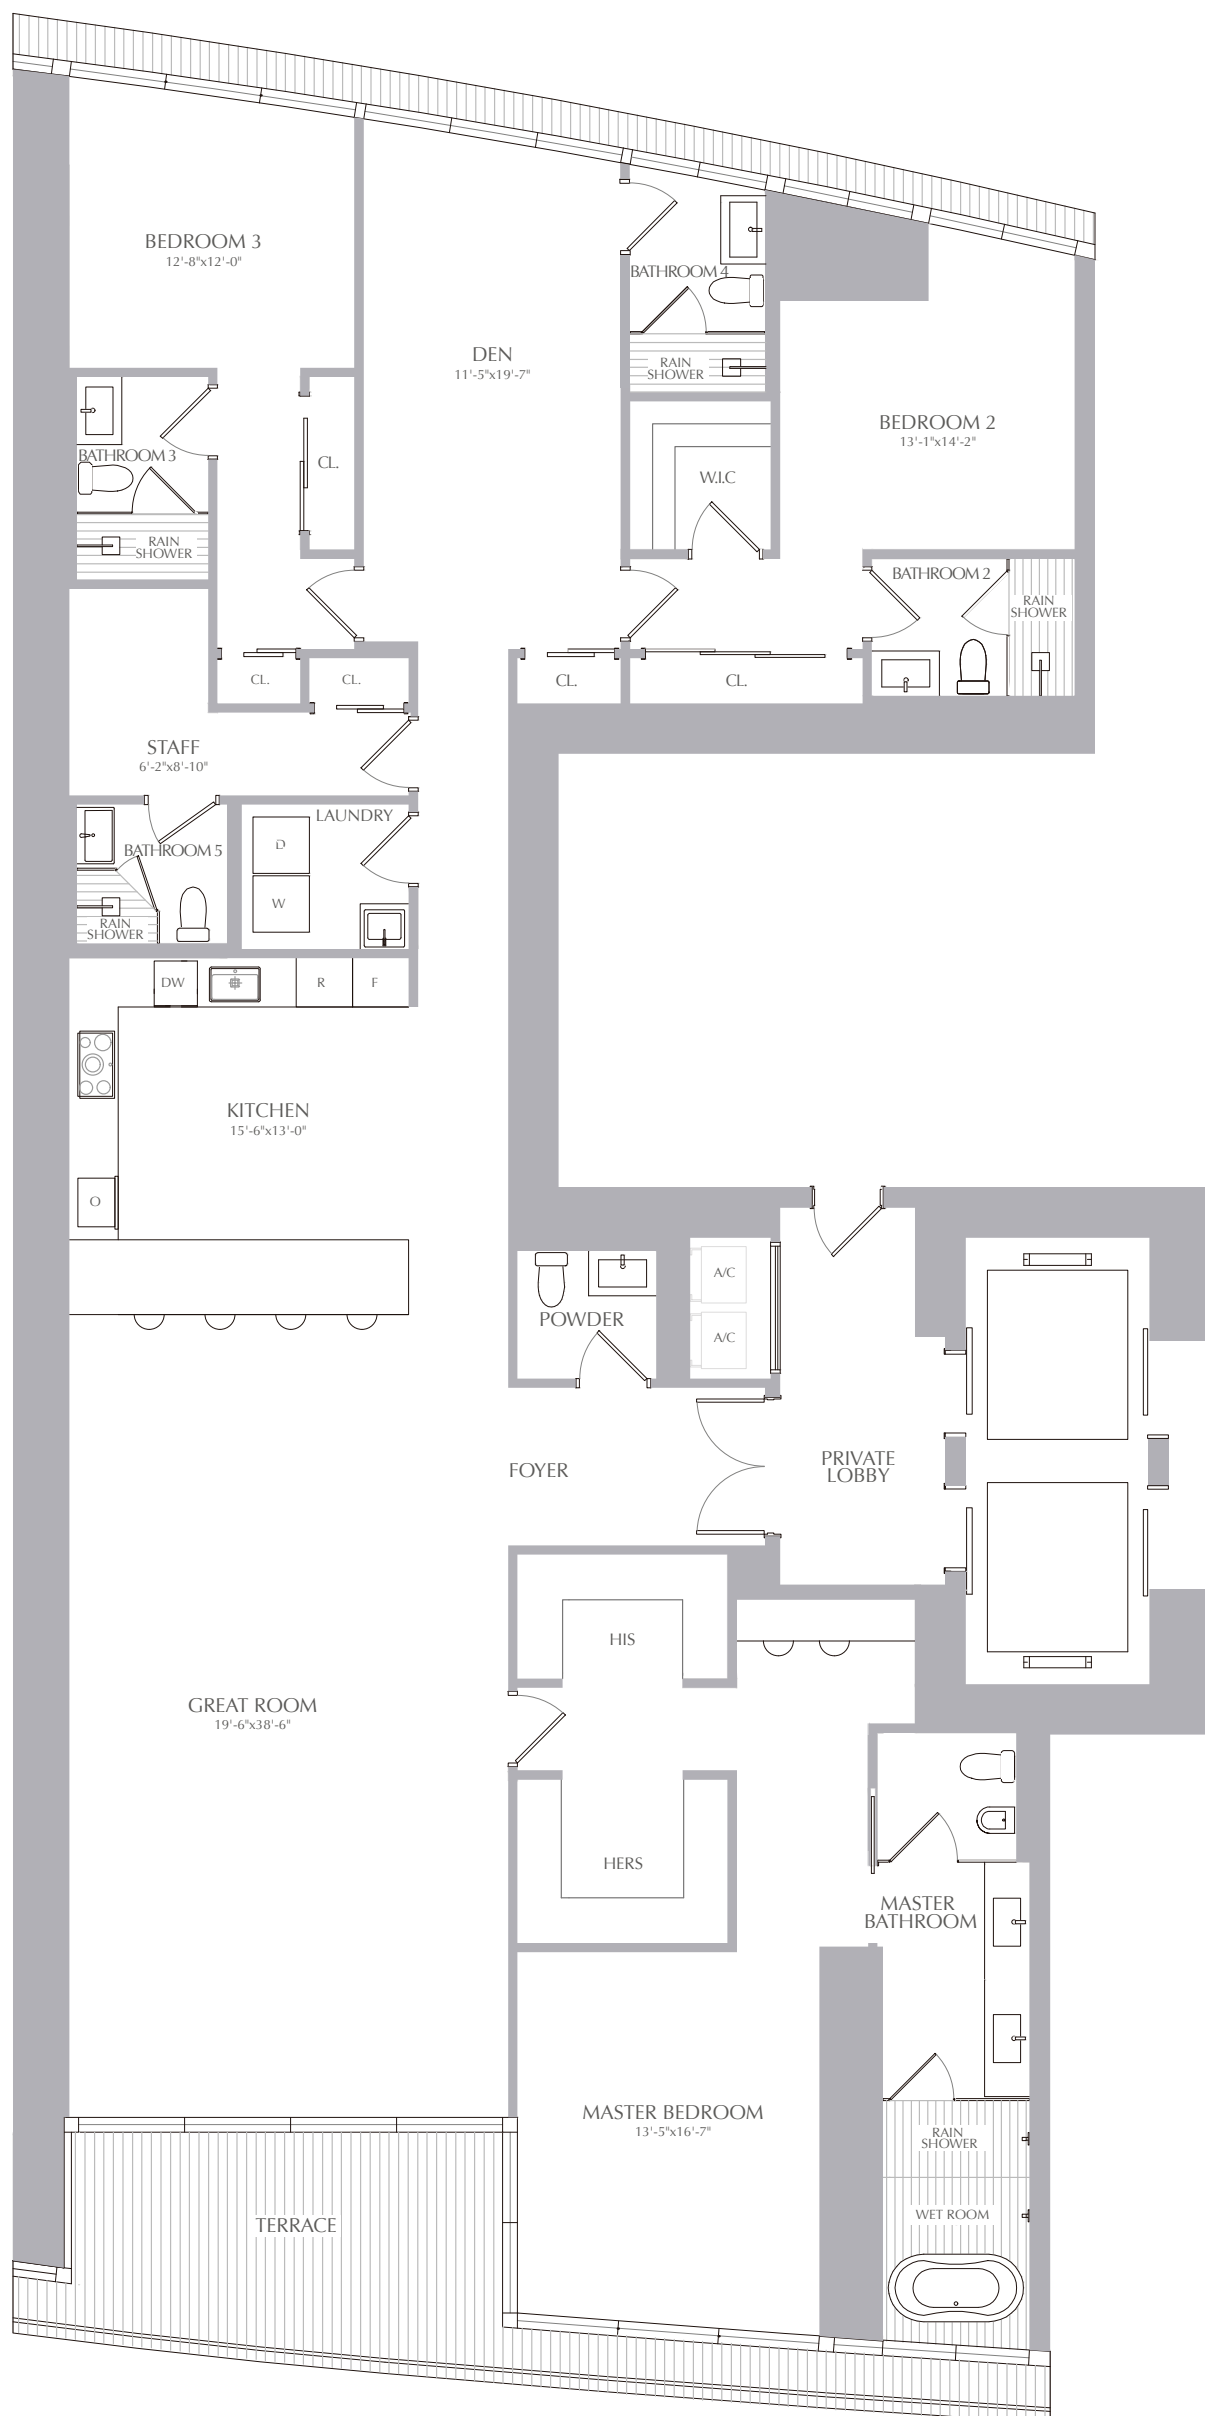 BEDROOM 3
12'-8"x12'-0"
BATHROOM 4
RAIN
SHOWER
DEN
11'-5"x19'-7"
BEDROOM 2
13'-1"x14'-2"
BATHROOM 3
CL.
W.I.C
RAIN
SHOWER
BATHROOM 2
RAIN
SHOWER
CL.
CL.
CL.
CL.
STAFF
6'-2"x8'-10"
LAUNDRY
D
BATHROOM 5
W
RAIN
SHOWER
DW
R
F
KITCHEN
15'-6"x13'-0"
O
A/C
POWDER
A/C
FOYER
PRIVATE
LOBBY
HIS
GREAT ROOM
19'-6"x38'-6"
HERS
MASTER
BATHROOM
MASTER BEDROOM
13'-5"x16'-7"
RAIN
SHOWER
WET ROOM
TERRACE